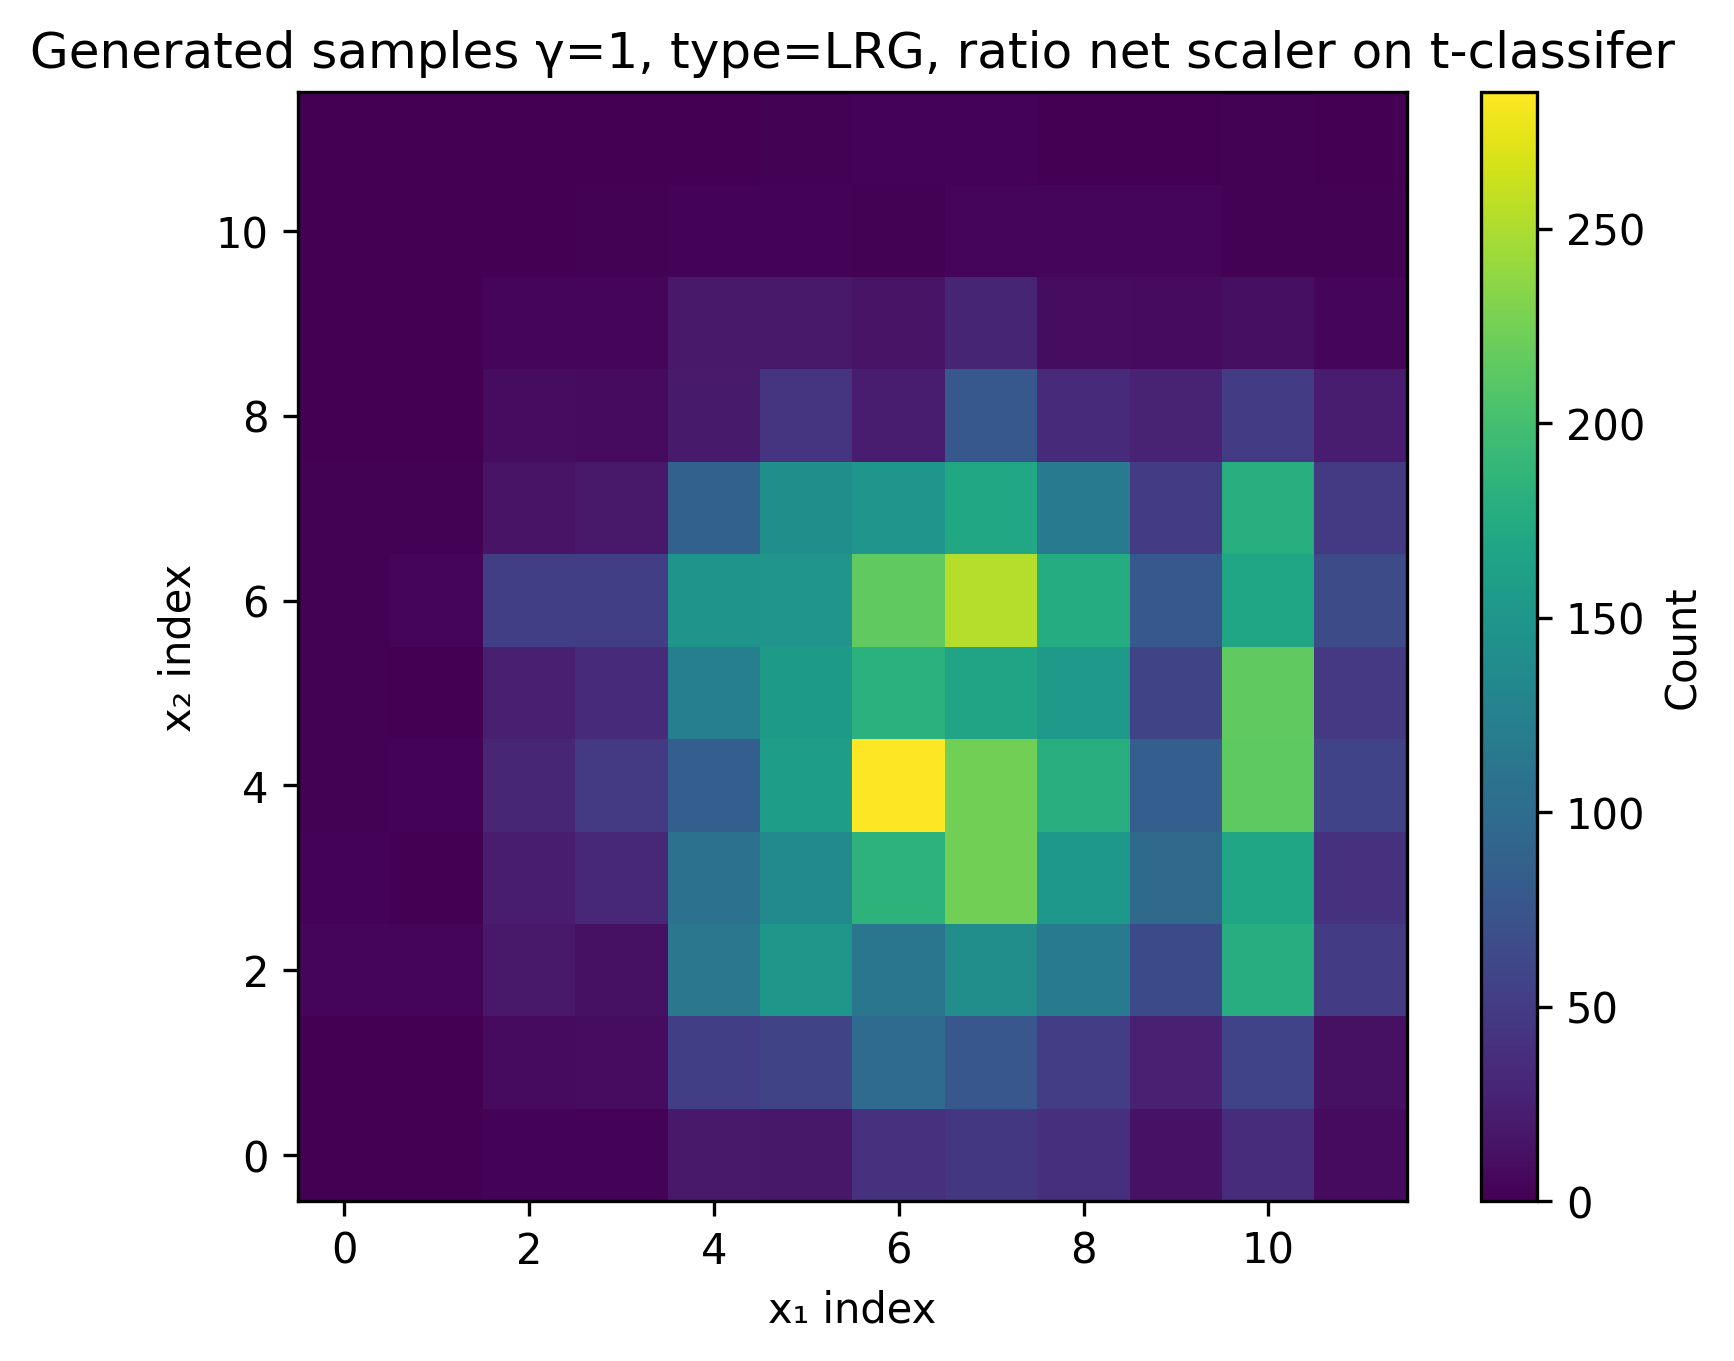 Generated samples γ=1, type=LRG, ratio net scaler on t-classifer
10
8
6
4
2
0
x₂ index
0 2 4 6 8 10
x₁ index
250
200
150
100
50
0
Count